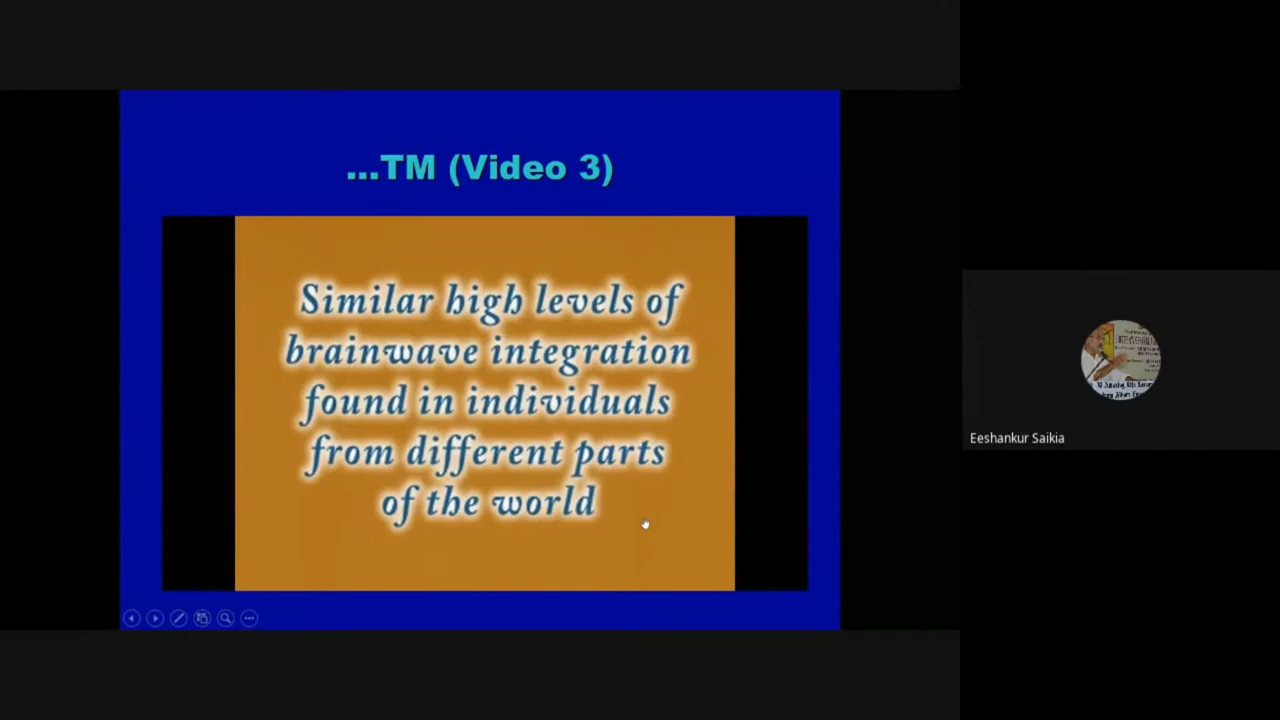 ...TM (Video 3)
Similar high levels of
brainwave integration
found in individuals
from different parts
of the world
Eeshankur Saikia